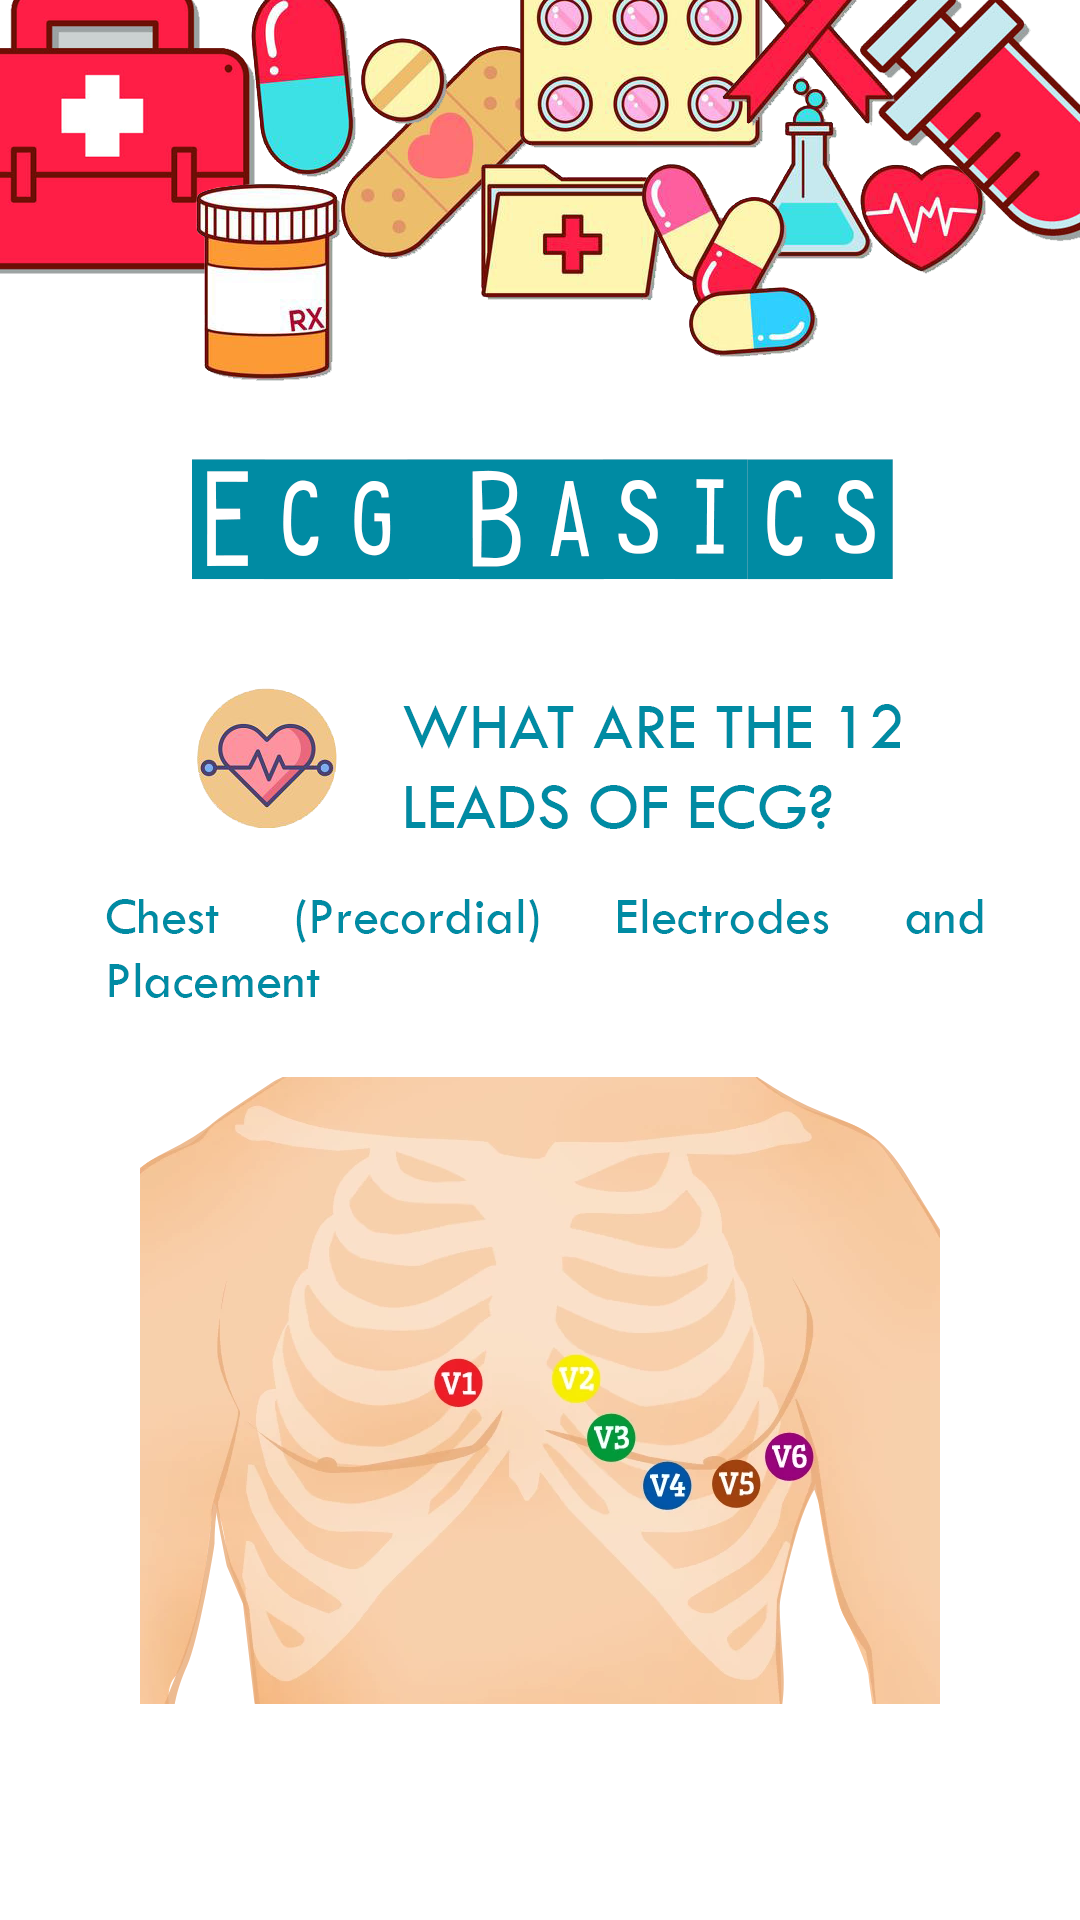 RX
ECG BASICS
WHAT ARE THE 12
LEADS OF ECG?
Chest (Precordial) Electrodes and
Placement
V1
V2
V3
V4
V5
V6